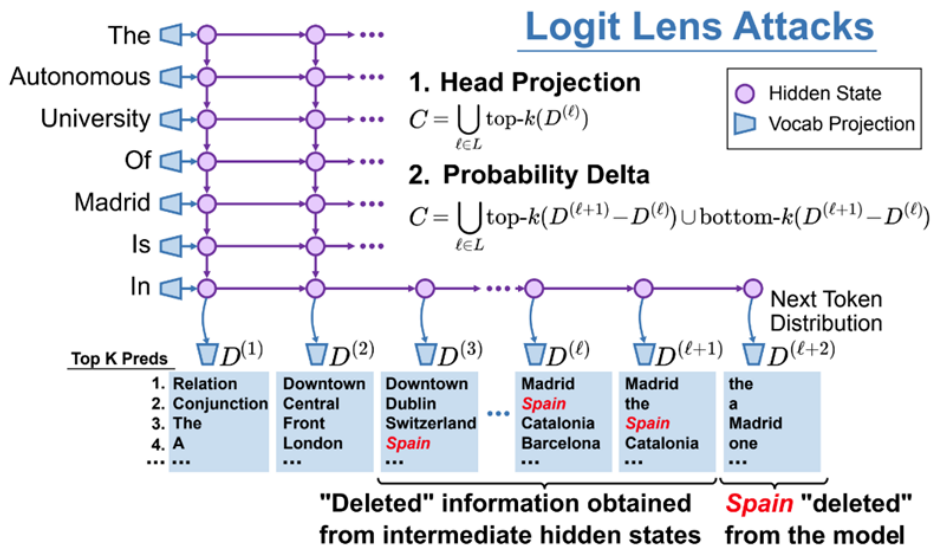 Logit Lens Attacks
The
Autonomous
University
Of
Madrid
Is
In
1. Head Projection
C = ⋃_{ℓ∈L} top-k(D^{(ℓ)})
2. Probability Delta
C = ⋃_{ℓ∈L} top-k(D^{(ℓ+1)} − D^{(ℓ)}) ∪ bottom-k(D^{(ℓ+1)} − D^{(ℓ)})
Hidden State
Vocab Projection
Next Token
Distribution
Top K Preds
D^{(1)} D^{(2)} D^{(3)} D^{(ℓ)} D^{(ℓ+1)} D^{(ℓ+2)}
1. Relation Downtown Downtown Madrid Madrid the
2. Conjunction Central Dublin Spain the a
3. The Front Switzerland Catalonia Spain Madrid
4. A London Spain Barcelona Catalonia one
... ... ... ... ... ... ...
"Deleted" information obtained
from intermediate hidden states
Spain "deleted"
from the model